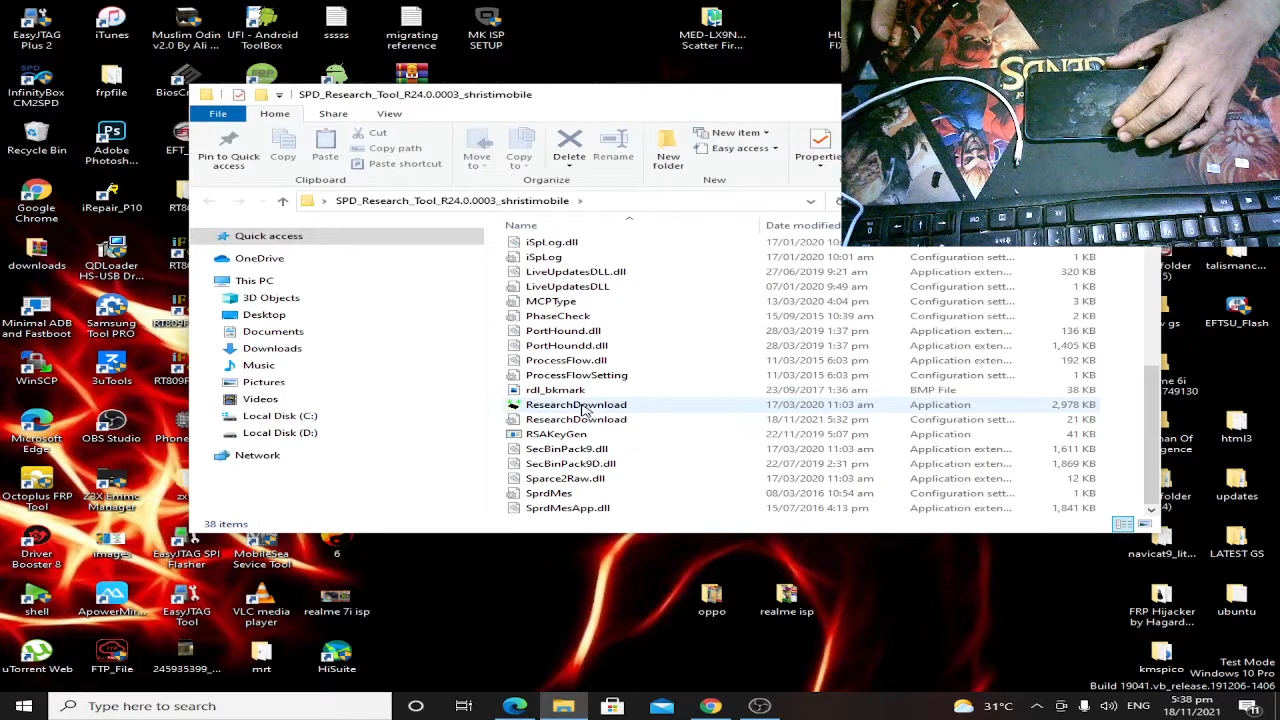 EasyJTAG
Plus 2
iTunes
Muslim Odin
v2.0 By Ali ...
UFI - Android
ToolBox
sssss
migrating
reference
MK ISP
SETUP
MED-LX9N...
Scatter Fir...
SPD_Research_Tool_R24.0.0003_shristimobile
File
Home
Share
View
Pin to Quick
access
Copy
Paste
Cut
Copy path
Paste shortcut
Clipboard
Move
to
Copy
to
Delete
Rename
Organize
New
folder
New item
Easy access
New
Properties
SPD_Research_Tool_R24.0.0003_shristimobile
Quick access
OneDrive
This PC
3D Objects
Desktop
Documents
Downloads
Music
Pictures
Videos
Local Disk (C:)
Local Disk (D:)
Network
38 items
Name
Date modified
iSpLog.dll 17/01/2020 10:
iSpLog 17/01/2020 10:01 am Configuration sett... 1 KB
LiveUpdatesDLL.dll 27/06/2019 9:21 am Application exten... 320 KB
LiveUpdatesDLL 07/01/2020 9:49 am Configuration sett... 1 KB
MCPType 13/03/2020 4:04 pm Configuration sett... 3 KB
PhaseCheck 15/09/2015 10:39 am Configuration sett... 2 KB
PortHound.dll 28/03/2019 1:37 pm Application exten... 136 KB
PortHoundd.dll 28/03/2019 1:37 pm Application exten... 1,405 KB
ProcessFlow.dll 11/03/2015 6:03 pm Application exten... 192 KB
ProcessFlowSetting 11/03/2015 6:03 pm Configuration sett... 1 KB
rdl_bkmark 23/09/2017 1:36 am BMP File 38 KB
ResearchDownload 17/03/2020 11:03 am Application 2,978 KB
ResearchDownload 18/11/2021 5:32 pm Configuration sett... 21 KB
RSAKeyGen 22/11/2019 5:07 pm Application 41 KB
SecBinPack9.dll 17/03/2020 11:03 am Application exten... 1,611 KB
SecBinPack9D.dll 22/07/2019 2:31 pm Application exten... 1,869 KB
Sparce2Raw.dll 17/03/2020 11:03 am Application exten... 12 KB
SprdMes 08/03/2016 10:54 am Configuration sett... 1 KB
SprdMesApp.dll 15/07/2016 4:13 pm Application exten... 1,841 KB
InfinityBox
CM2SPD
frpfile
BiosC
Recycle Bin
Adobe
Photosh...
EFT_
Google
Chrome
iRepair_P10
RT80
downloads
QDLoader
HS-USB Dr...
RT8
Minimal ADB
and Fastboot
Samsung
Tool PRO
RT809F
WinSCP
3uTools
RT809F
Microsoft
Edge
OBS Studio
Phone
Octoplus FRP
Tool
Z3X Emmc
Manager
zx
Driver
Booster 8
images
EasyJTAG SPI
Flasher
MobileSea
Sevice Tool
6
shell
ApowerMir...
EasyJTAG
Tool
VLC media
player
realme 7i isp
oppo
realme isp
uTorrent Web
FTP_File
245935399_...
mrt
HiSuite
talismanc...
EFTSU_Flash
html3
updates
navicat9_lit...
LATEST GS
FRP Hijacker
by Hagard...
ubuntu
kmspico
Test Mode
Windows 10 Pro
Build 19041.vb_release.191206-1406
Type here to search
31°C
5:38 pm
18/11/2021
11